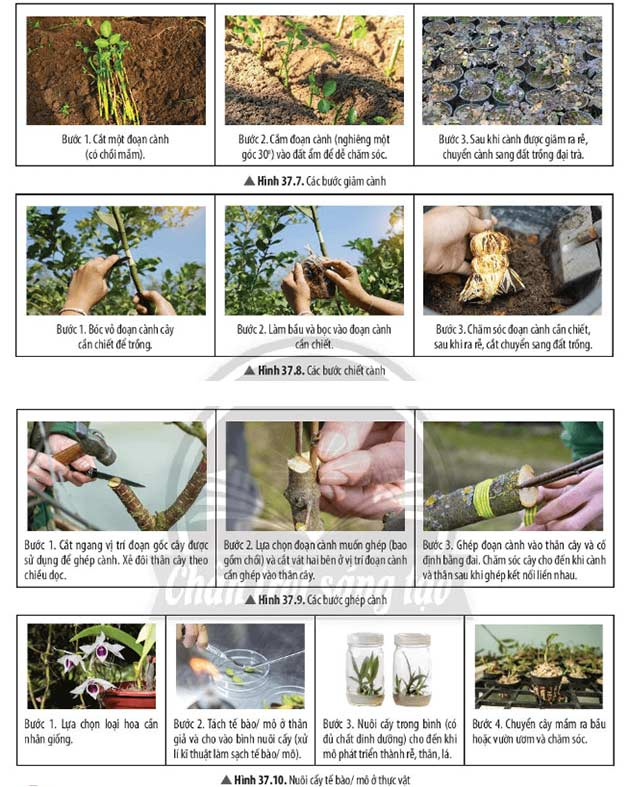 Bước 1. Cắt một đoạn cành
(có chồi mầm).
Bước 2. Cắm đoạn cành (nghiêng một
góc 30⁰) vào đất ẩm để dễ chăm sóc.
Bước 3. Sau khi cành được giâm ra rễ,
chuyển cành sang đất trồng đại trà.
▲ Hình 37.7. Các bước giâm cành
Bước 1. Bóc vỏ đoạn cành cây
cần chiết để trồng.
Bước 2. Làm bầu và bọc vào đoạn cành
cần chiết.
Bước 3. Chăm sóc đoạn cành cần chiết,
sau khi ra rễ, cắt chuyển sang đất trồng.
▲ Hình 37.8. Các bước chiết cành
Bước 1. Cắt ngang vị trí đoạn gốc cây được
sử dụng để ghép cành. Xẻ đôi thân cây theo
chiều dọc.
Bước 2. Lựa chọn đoạn cành muốn ghép (bao
gồm chồi) và cắt vát hai bên ở vị trí đoạn cành
cần ghép vào thân cây.
Bước 3. Ghép đoạn cành vào thân cây và cố
định bằng đai. Chăm sóc cây cho đến khi cành
và thân sau khi ghép kết nối liền nhau.
Chân trời sáng tạo
▲ Hình 37.9. Các bước ghép cành
Bước 1. Lựa chọn loại hoa cần
nhân giống.
Bước 2. Tách tế bào/ mô ở thân
giả và cho vào bình nuôi cấy (xử
lí kĩ thuật làm sạch tế bào/ mô).
Bước 3. Nuôi cấy trong bình (có
đủ chất dinh dưỡng) cho đến khi
mô phát triển thành rễ, thân, lá.
Bước 4. Chuyển cây mầm ra bầu
hoặc vườn ươm và chăm sóc.
▲ Hình 37.10. Nuôi cấy tế bào/ mô ở thực vật